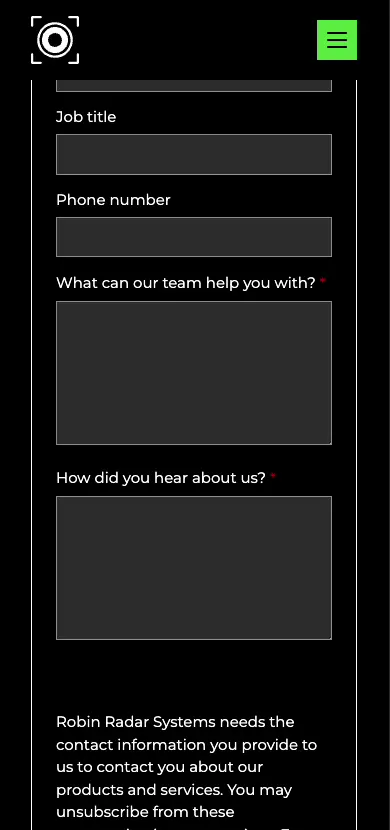 Job title
Phone number
What can our team help you with? *
How did you hear about us? *
Robin Radar Systems needs the
contact information you provide to
us to contact you about our
products and services. You may
unsubscribe from these